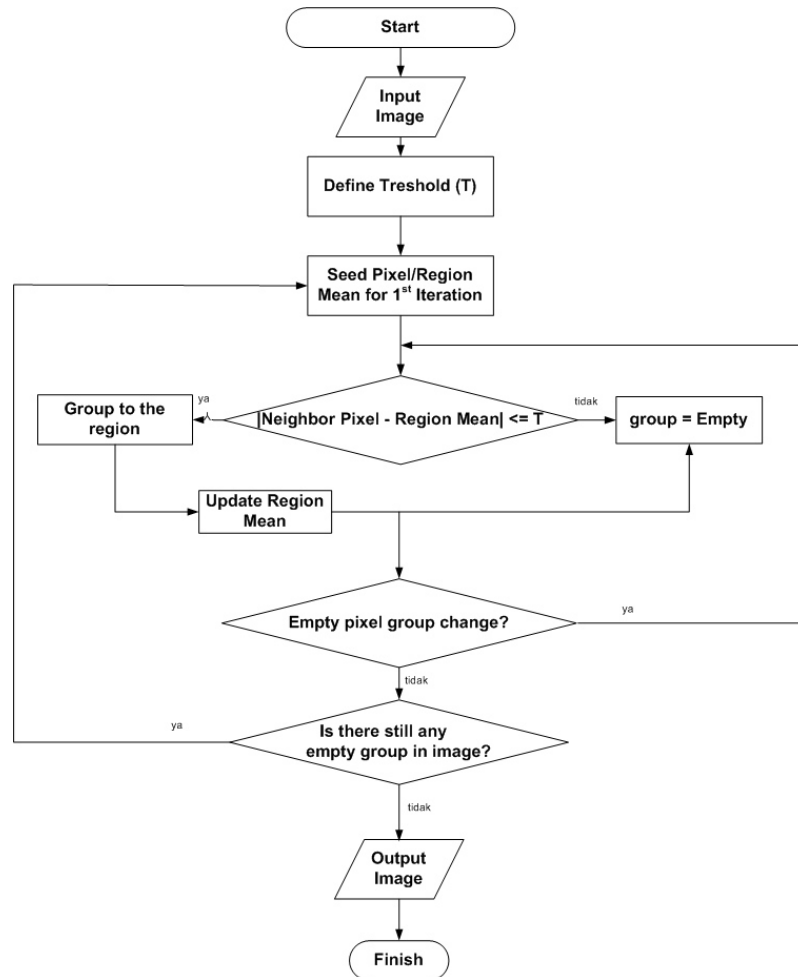 Start
Input
Image
Define Treshold (T)
Seed Pixel/Region
Mean for 1st Iteration
ya
|Neighbor Pixel - Region Mean| <= T
tidak
Group to the
region
group = Empty
Update Region
Mean
Empty pixel group change?
ya
tidak
ya
Is there still any
empty group in image?
tidak
Output
Image
Finish